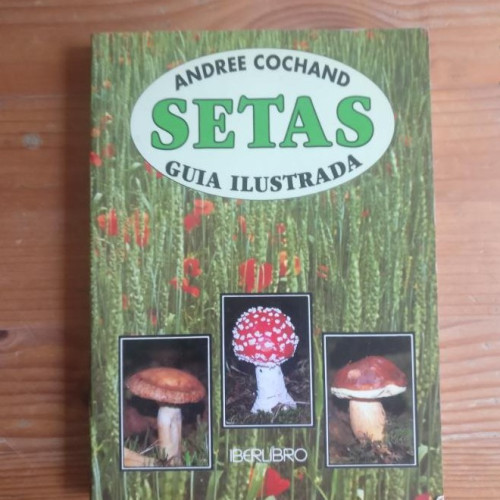 ANDREE COCHAND
SETAS
GUIA ILUSTRADA
IBERLIBRO